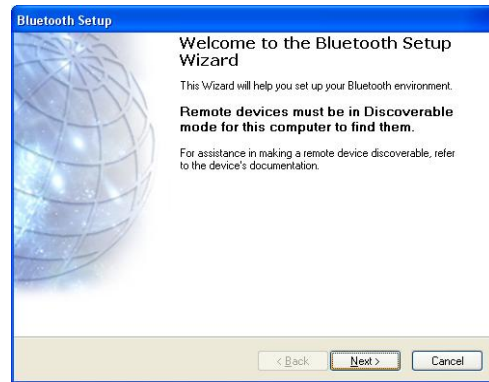 Bluetooth Setup
Welcome to the Bluetooth Setup
Wizard
This Wizard will help you set up your Bluetooth environment.
Remote devices must be in Discoverable
mode for this computer to find them.
For assistance in making a remote device discoverable, refer
to the device's documentation.
< Back Next > Cancel